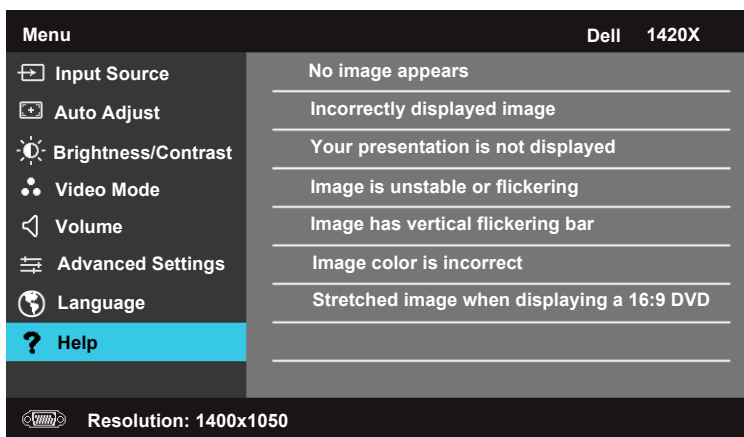 Menu Dell 1420X
Input Source
Auto Adjust
Brightness/Contrast
Video Mode
Volume
Advanced Settings
Language
Help
No image appears
Incorrectly displayed image
Your presentation is not displayed
Image is unstable or flickering
Image has vertical flickering bar
Image color is incorrect
Stretched image when displaying a 16:9 DVD
Resolution: 1400x1050